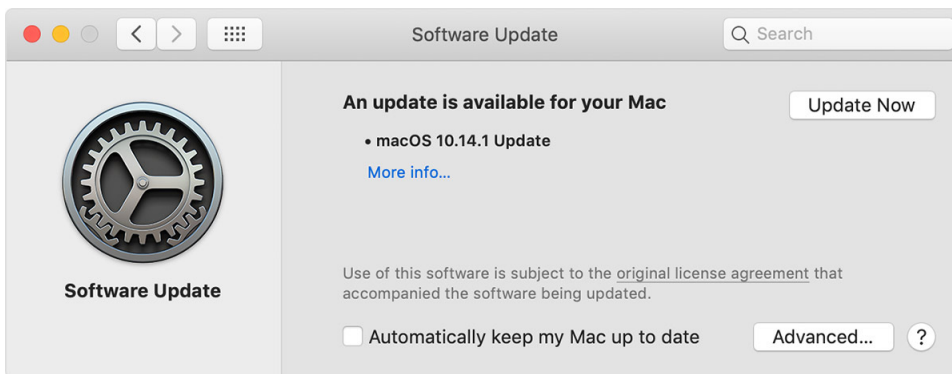 Software Update
Search
An update is available for your Mac
Update Now
• macOS 10.14.1 Update
More info...
Software Update
Use of this software is subject to the original license agreement that
accompanied the software being updated.
Automatically keep my Mac up to date
Advanced...
?